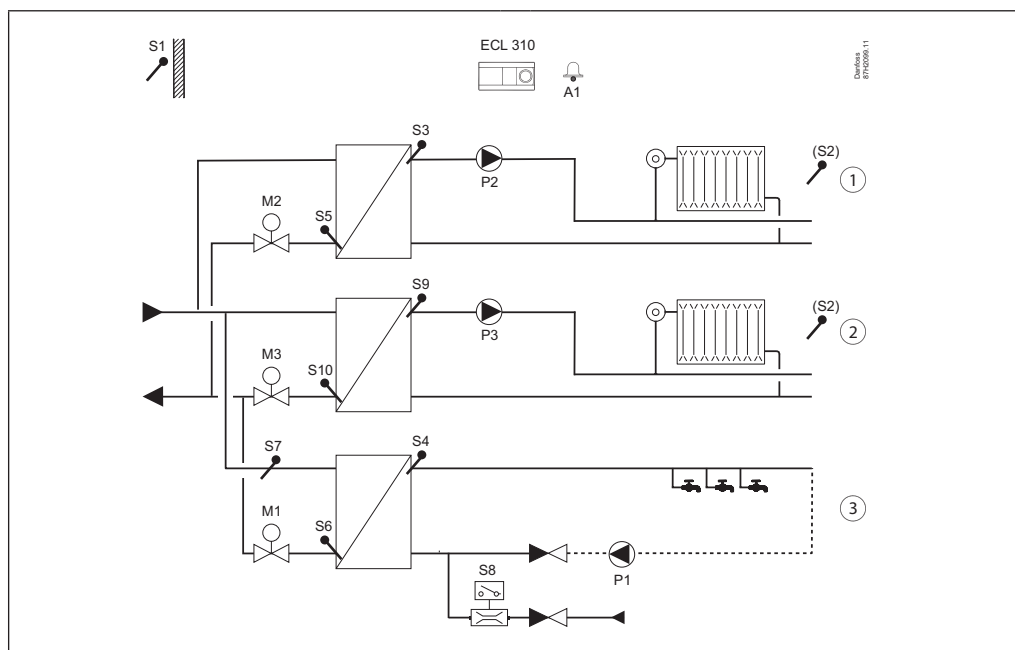 S1
ECL 310
A1
Danfoss
87H2099.11
S3
P2
(S2)
1
M2
S5
S9
P3
(S2)
2
M3
S10
S7
S4
3
M1
S6
S8
P1